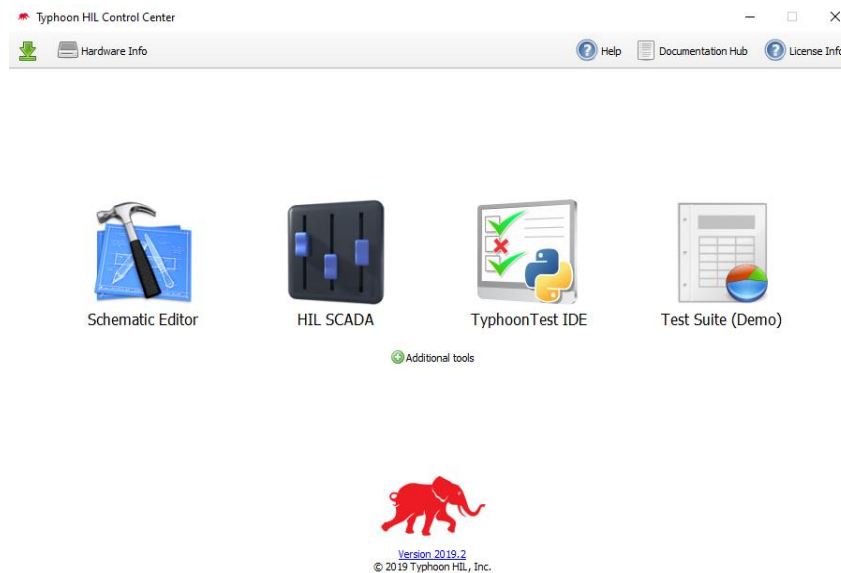 Typhoon HIL Control Center
Hardware Info
Help
Documentation Hub
License Info
Schematic Editor
HIL SCADA
TyphoonTest IDE
Test Suite (Demo)
Additional tools
Version 2019.2
© 2019 Typhoon HIL, Inc.